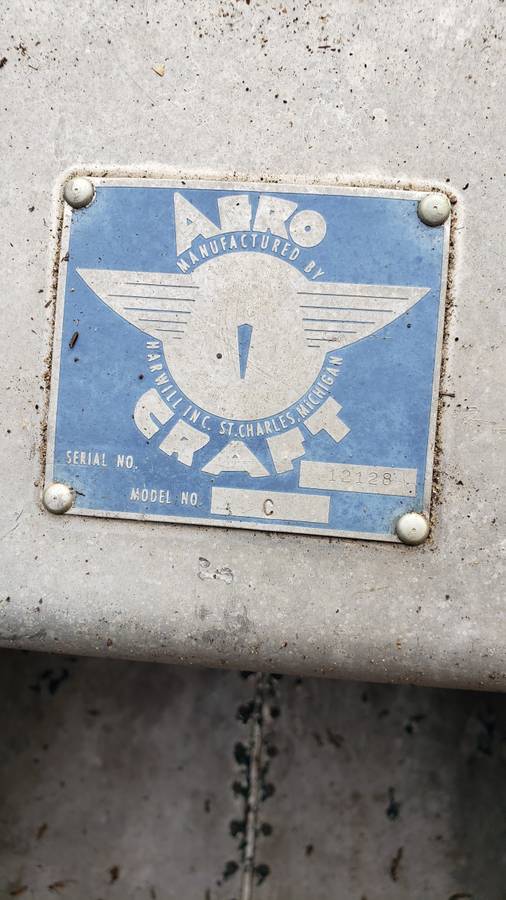 AERO
MANUFACTURED BY
HARWILL INC. ST. CHARLES, MICHIGAN
CRAFT
SERIAL NO. 12128
MODEL NO. C